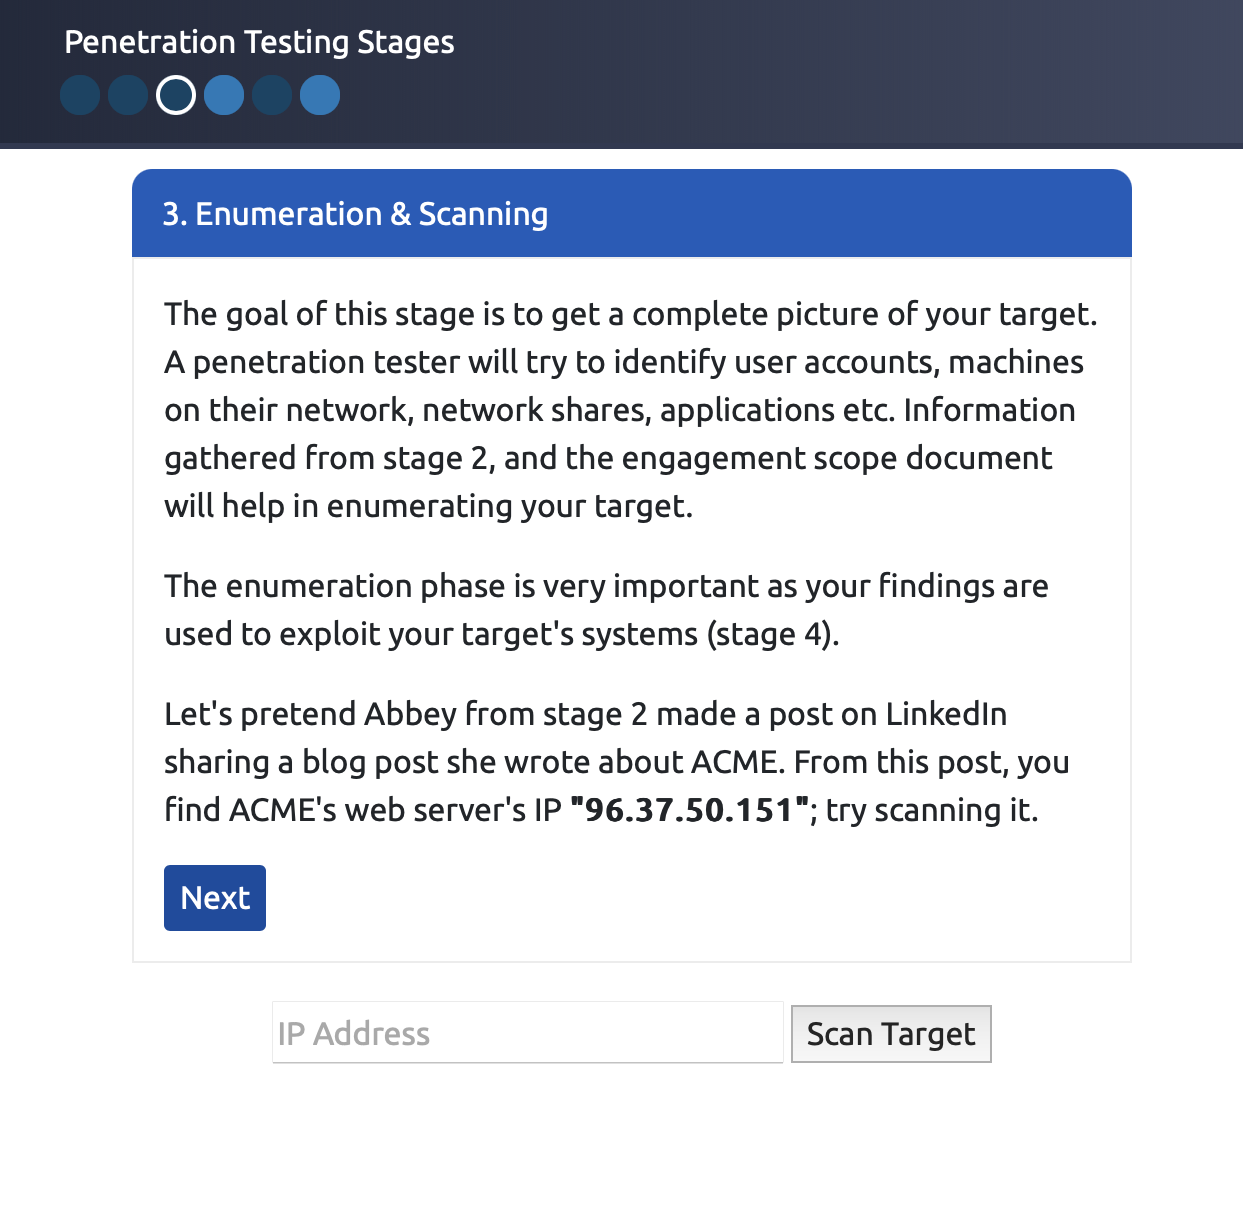 Penetration Testing Stages
3. Enumeration & Scanning
The goal of this stage is to get a complete picture of your target.
A penetration tester will try to identify user accounts, machines
on their network, network shares, applications etc. Information
gathered from stage 2, and the engagement scope document
will help in enumerating your target.
The enumeration phase is very important as your findings are
used to exploit your target's systems (stage 4).
Let's pretend Abbey from stage 2 made a post on LinkedIn
sharing a blog post she wrote about ACME. From this post, you
find ACME's web server's IP "96.37.50.151"; try scanning it.
Next
IP Address
Scan Target